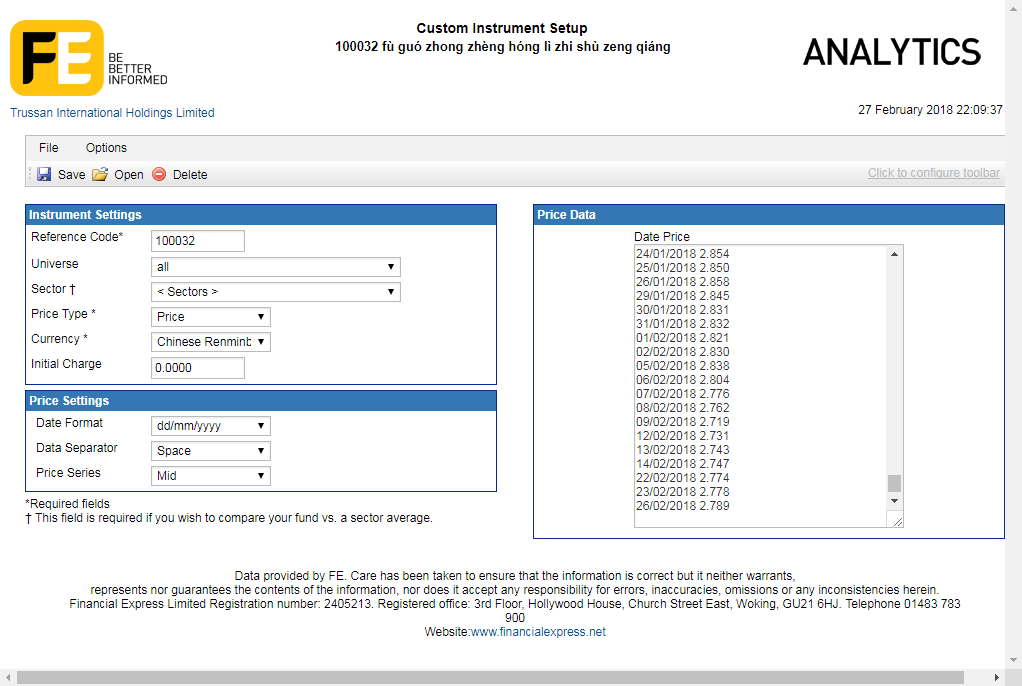 FE
BE
BETTER
INFORMED
Custom Instrument Setup
100032 fù guó zhong zhèng hóng lì zhi shù zeng qiáng
ANALYTICS
Trussan International Holdings Limited
27 February 2018 22:09:37
File Options
Save Open Delete
Click to configure toolbar
Instrument Settings
Reference Code* 100032
Universe all
Sector † < Sectors >
Price Type * Price
Currency * Chinese Renminb
Initial Charge 0.0000
Price Settings
Date Format dd/mm/yyyy
Data Separator Space
Price Series Mid
*Required fields
† This field is required if you wish to compare your fund vs. a sector average.
Price Data
Date Price
24/01/2018 2.854
25/01/2018 2.850
26/01/2018 2.858
29/01/2018 2.845
30/01/2018 2.831
31/01/2018 2.832
01/02/2018 2.821
02/02/2018 2.830
05/02/2018 2.838
06/02/2018 2.804
07/02/2018 2.776
08/02/2018 2.762
09/02/2018 2.719
12/02/2018 2.731
13/02/2018 2.743
14/02/2018 2.747
22/02/2018 2.774
23/02/2018 2.778
26/02/2018 2.789
Data provided by FE. Care has been taken to ensure that the information is correct but it neither warrants,
represents nor guarantees the contents of the information, nor does it accept any responsibility for errors, inaccuracies, omissions or any inconsistencies herein.
Financial Express Limited Registration number: 2405213. Registered office: 3rd Floor, Hollywood House, Church Street East, Woking, GU21 6HJ. Telephone 01483 783
900
Website:www.financialexpress.net